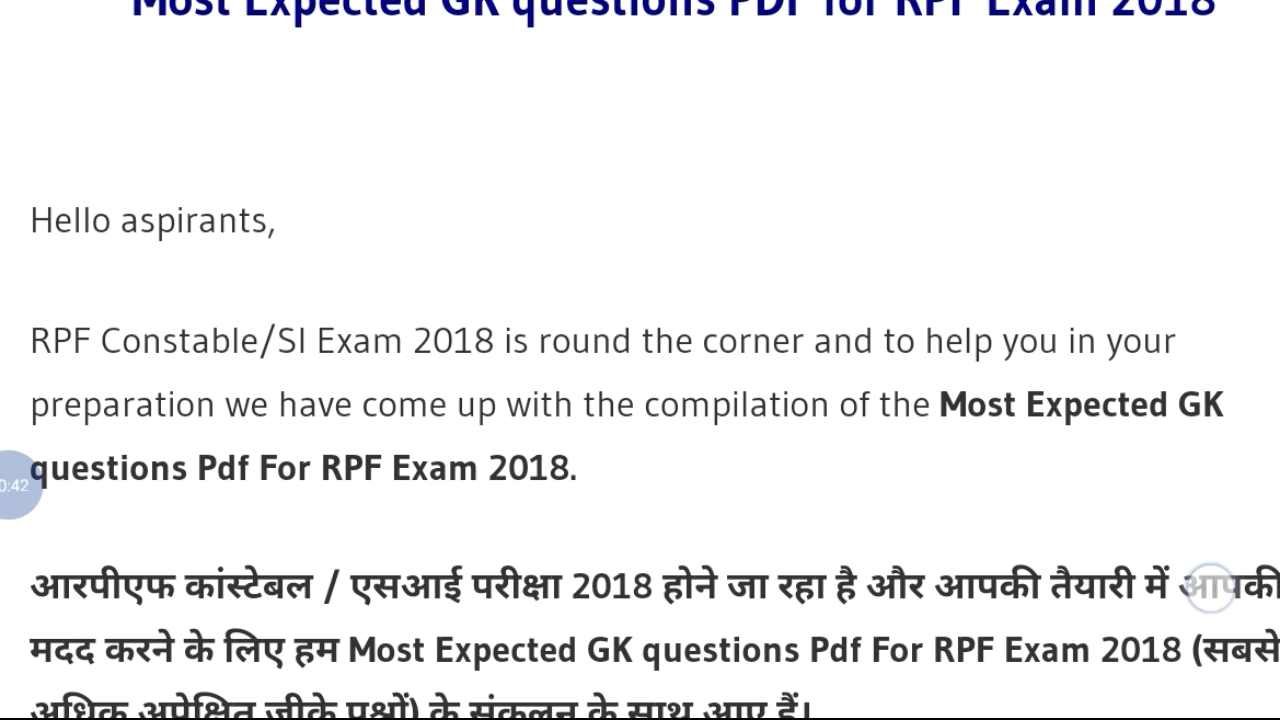 Most Expected GK questions PDF for RPF Exam 2018
Hello aspirants,
RPF Constable/SI Exam 2018 is round the corner and to help you in your
preparation we have come up with the compilation of the Most Expected GK
questions Pdf For RPF Exam 2018.
0:42
आरपीएफ कांस्टेबल / एसआई परीक्षा 2018 होने जा रहा है और आपकी तैयारी में आपकी
मदद करने के लिए हम Most Expected GK questions Pdf For RPF Exam 2018 (सबसे
अधिक अपेक्षित जीके प्रश्नों) के संकलन के साथ आए हैं।